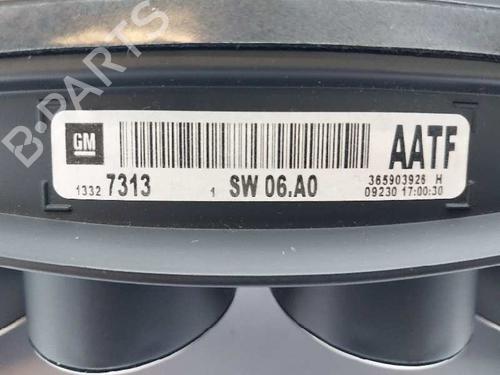 B-PARTS
GM
AATF
1332 7313 1 SW 06.A0 365903926 H
09230 17:00:30